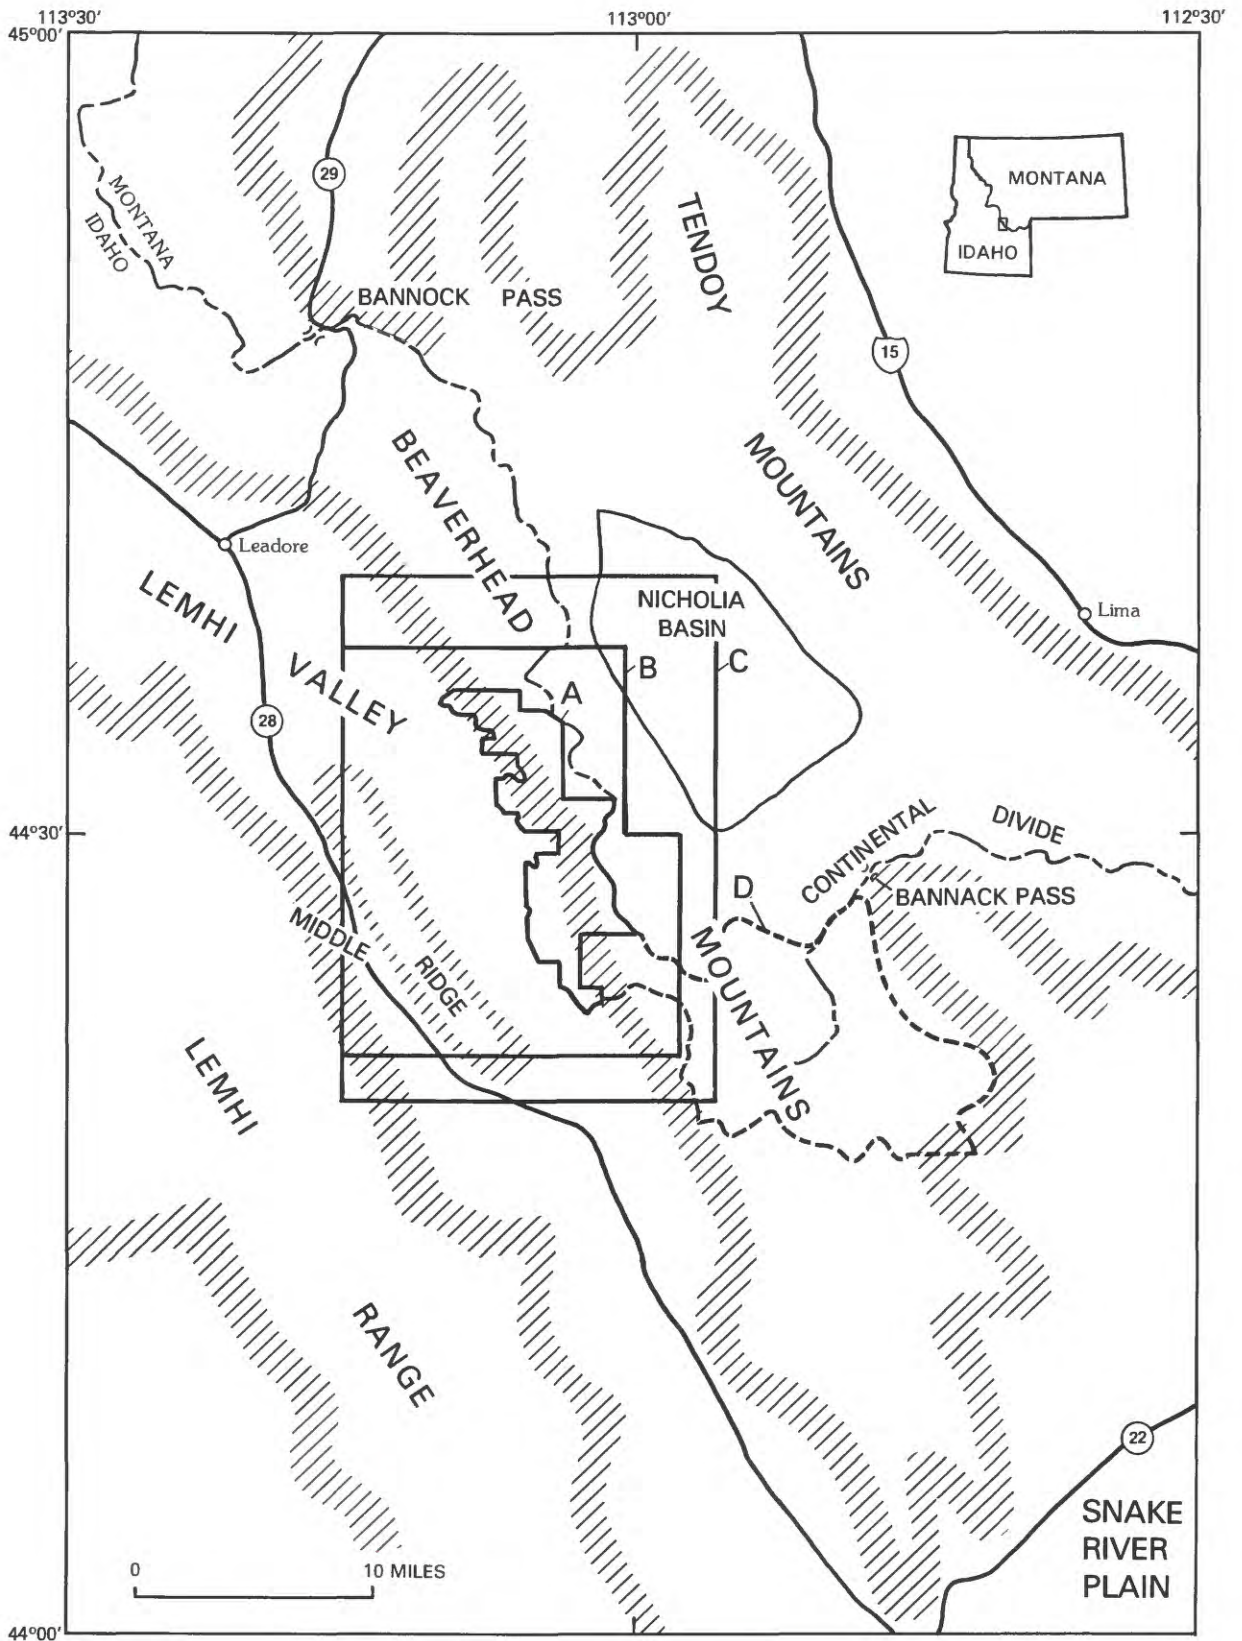 113°30'
113°00'
112°30'
45°00'
29
MONTANA
IDAHO
MONTANA
IDAHO
TENDOY
BANNOCK PASS
15
BEAVERHEAD
MOUNTAINS
Leadore
LEMHI
NICHOLIA
BASIN
Lima
VALLEY
B
C
A
28
44°30'
CONTINENTAL
DIVIDE
D
BANNACK PASS
MIDDLE
RIDGE
MOUNTAINS
LEMHI
RANGE
22
SNAKE
RIVER
PLAIN
0
10 MILES
44°00'